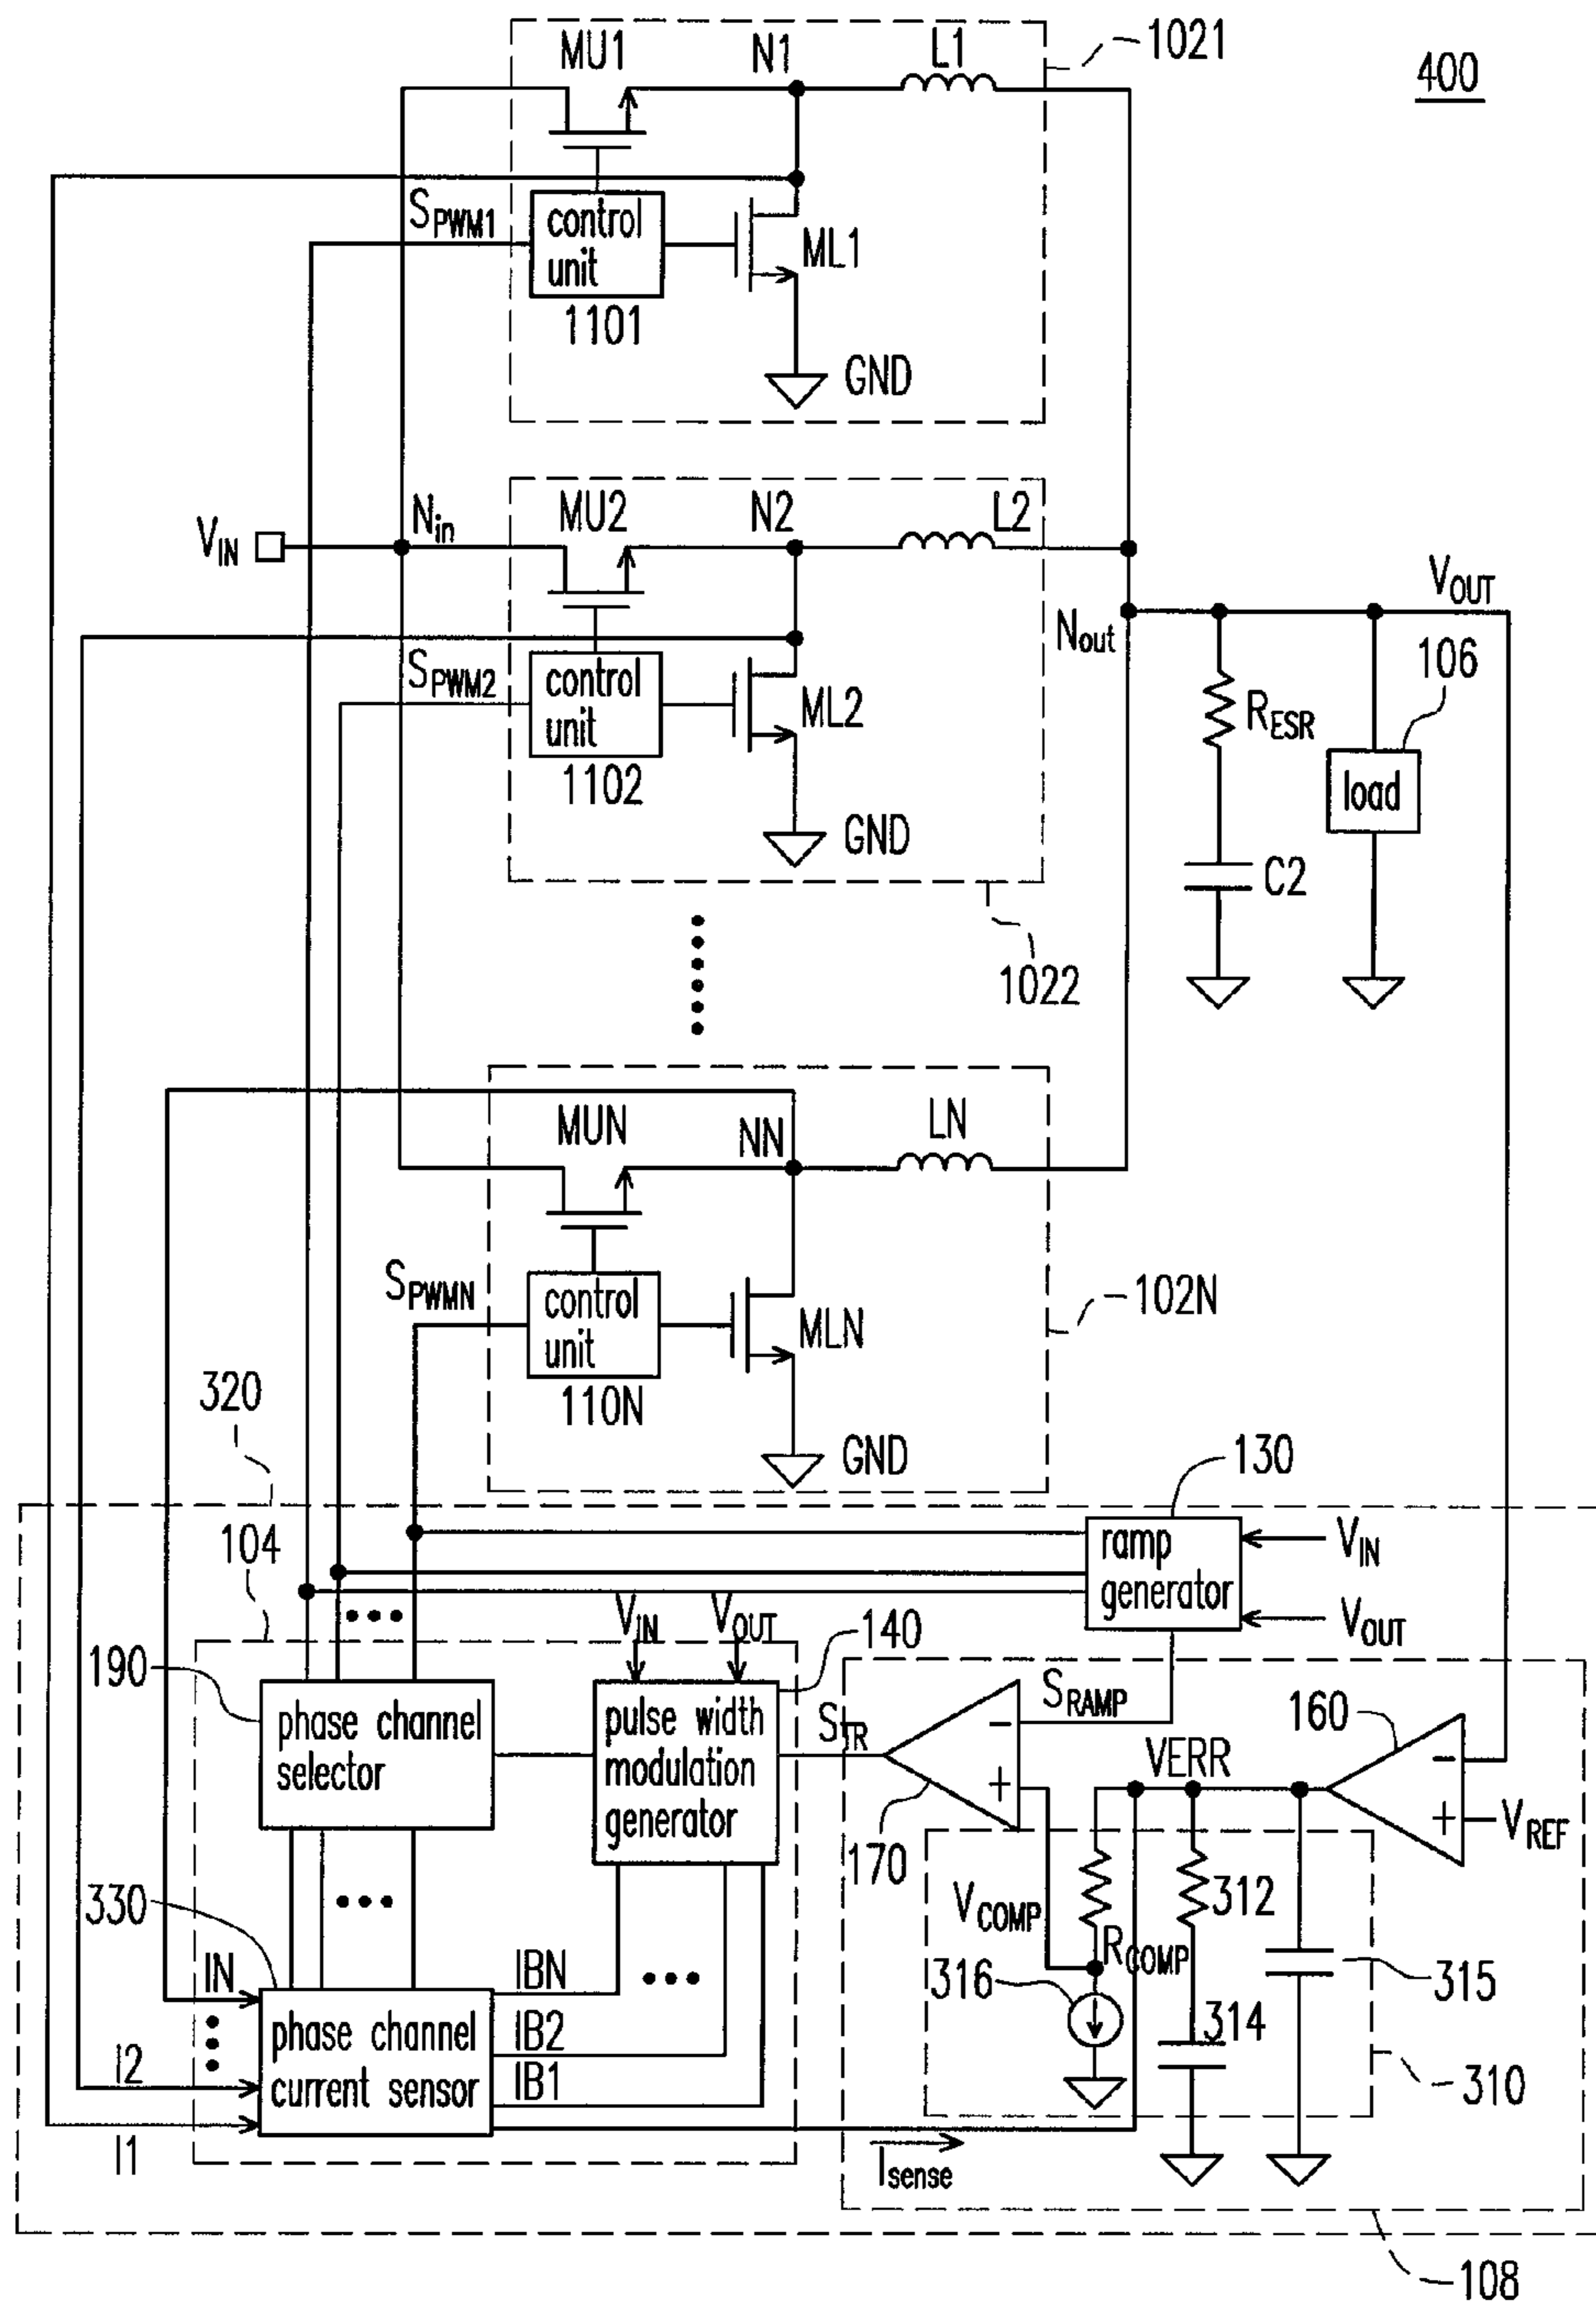 400
1021
MU1
N1
L1
SPWM1
control
unit
1101
ML1
GND
VIN
Nin
MU2
N2
L2
SPWM2
control
unit
1102
ML2
GND
1022
Nout
VOUT
106
RESR
load
C2
MUN
NN
LN
SPWMN
control
unit
110N
MLN
GND
102N
320
130
104
ramp
generator
VIN
VOUT
VIN
VOUT
140
190
phase channel
selector
pulse width
modulation
generator
STR
SRAMP
160
VERR
VREF
170
330
VCOMP
RCOMP
312
316
314
315
310
IN
IBN
phase channel
current sensor
IB2
IB1
I2
I1
Isense
108